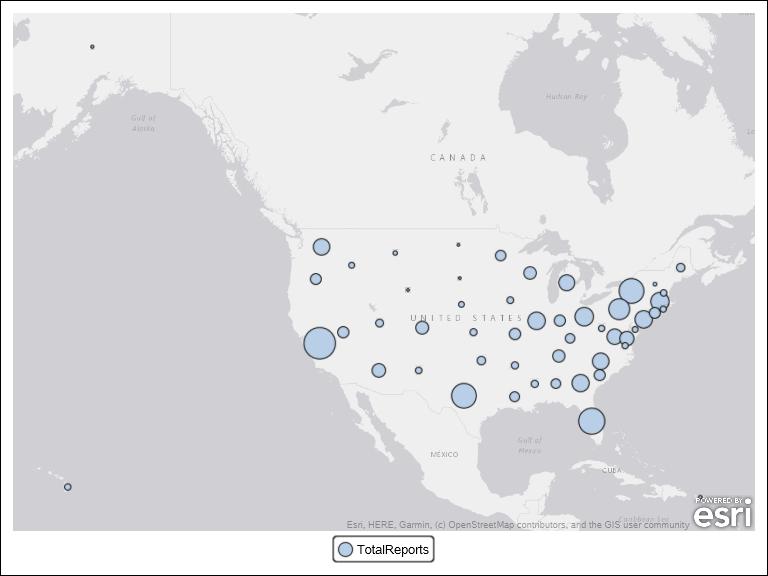 Hudson Bay
Gulf of
Alaska
CANADA
UNITED STATES
Gulf of
Mexico
MÉXICO
CUBA
Caribbean Sea
POWERED BY
esri
Esri, HERE, Garmin, (c) OpenStreetMap contributors, and the GIS user community
TotalReports